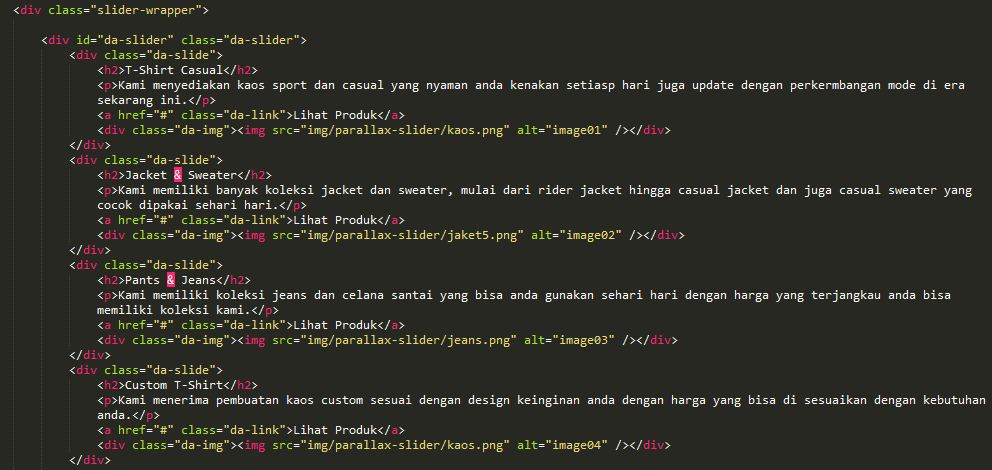 <div class="slider-wrapper">
<div id="da-slider" class="da-slider">
<div class="da-slide">
<h2>T-Shirt Casual</h2>
<p>Kami menyediakan kaos sport dan casual yang nyaman anda kenakan setiasp hari juga update dengan perkermbangan mode di era
sekarang ini.</p>
<a href="#" class="da-link">Lihat Produk</a>
<div class="da-img"><img src="img/parallax-slider/kaos.png" alt="image01" /></div>
</div>
<div class="da-slide">
<h2>Jacket & Sweater</h2>
<p>Kami memiliki banyak koleksi jacket dan sweater, mulai dari rider jacket hingga casual jacket dan juga casual sweater yang
cocok dipakai sehari hari.</p>
<a href="#" class="da-link">Lihat Produk</a>
<div class="da-img"><img src="img/parallax-slider/jaket5.png" alt="image02" /></div>
</div>
<div class="da-slide">
<h2>Pants & Jeans</h2>
<p>Kami memiliki koleksi jeans dan celana santai yang bisa anda gunakan sehari hari dengan harga yang terjangkau anda bisa
memiliki koleksi kami.</p>
<a href="#" class="da-link">Lihat Produk</a>
<div class="da-img"><img src="img/parallax-slider/jeans.png" alt="image03" /></div>
</div>
<div class="da-slide">
<h2>Custom T-Shirt</h2>
<p>Kami menerima pembuatan kaos custom sesuai dengan design keinginan anda dengan harga yang bisa di sesuaikan dengan kebutuhan
anda.</p>
<a href="#" class="da-link">Lihat Produk</a>
<div class="da-img"><img src="img/parallax-slider/kaos.png" alt="image04" /></div>
</div>